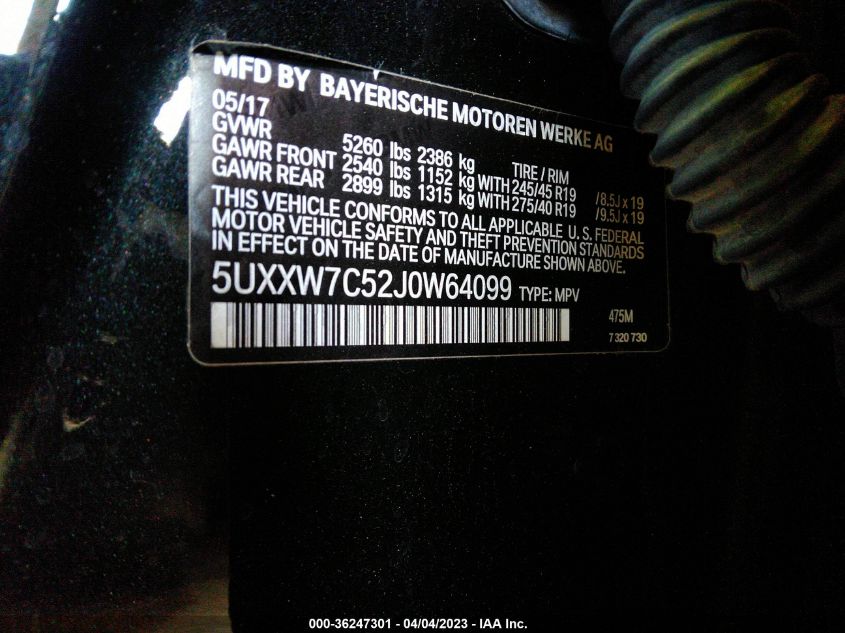 MFD BY BAYERISCHE MOTOREN WERKE AG
05/17
GVWR 5260 lbs 2386 kg TIRE / RIM
GAWR FRONT 2540 lbs 1152 kg WITH 245/45 R19 /8.5J x 19
GAWR REAR 2899 lbs 1315 kg WITH 275/40 R19 /9.5J x 19
THIS VEHICLE CONFORMS TO ALL APPLICABLE U.S. FEDERAL
MOTOR VEHICLE SAFETY AND THEFT PREVENTION STANDARDS
IN EFFECT ON THE DATE OF MANUFACTURE SHOWN ABOVE.
5UXXW7C52J0W64099 TYPE: MPV
475M
7 320 730
000-36247301 - 04/04/2023 - IAA Inc.